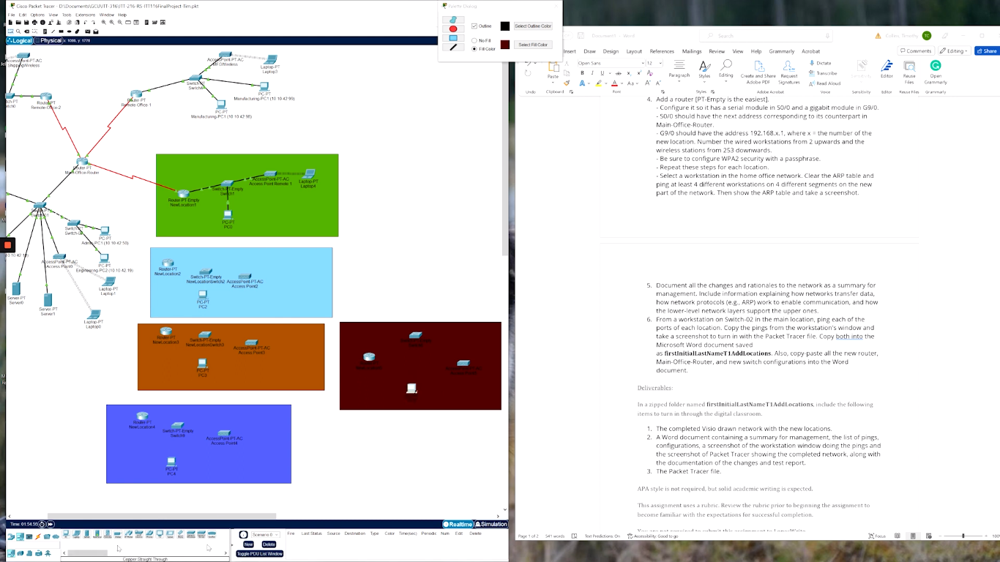 Cisco Packet Tracer - D:\Documents\GCU\ITT-316\ITT-216-RS-ITT116FinalProject-Tim.pkt
File Edit Options View Tools Extensions Window Help
Logical Physical x: 1086, y: 1778
AccessPoint-PT-AC
ShippingWireless
Router-PT
Remote-Office-2
Router-PT
Remote Office 1
Switch4
AccessPoint-PT-AC
MFGWireless
Laptop-PT
Laptop3
PC-PT
Manufacturing-PC1 (10.10.42.99)
PC-PT
Manufacturing-PC1 (10.10.42.98)
Router-PT
Main-Office-Router
Router-PT-Empty
NewLocation1
Switch-PT-Empty
Switch1
AccessPoint-PT-AC
Access Point Remote 1
Laptop-PT
Laptop4
PC-PT
PC0
PC-PT
Admin-PC1 (10.10.42.50)
PC-PT
Engineering-PC2 (10.10.42.19)
AccessPoint-PT-AC
Access Point0
Laptop-PT
Laptop1
Laptop-PT
Laptop0
Server-PT
Server0
Server-PT
Server1
Router-PT
NewLocation2
Switch-PT-Empty
NewLocationSwitch2
AccessPoint-PT-AC
Access Point2
PC-PT
PC2
Router-PT
NewLocation3
Switch-PT-Empty
NewLocationSwitch3
AccessPoint-PT-AC
Access Point3
PC-PT
PC3
Router-PT
NewLocation4
Switch-PT-Empty
AccessPoint-PT-AC
Access Point4
PC-PT
PC4
Time: 01:54:56
Realtime Simulation
Scenario 0
New Delete
Toggle PDU List Window
Fire Last Status Source Destination Type Color Time(sec) Periodic Num Edit Delete
Copper Straight-Through
Palette Dialog
Outline
Select Outline Color
No Fill
Fill Color
Select Fill Color
Document1 - Word
Search
Collins, Timothy TC
Insert Draw Design Layout References Mailings Review View Help Grammarly Acrobat
Comments Editing Share
Open Sans 12
Paste
Paragraph Styles Editing
Create and Share Adobe PDF
Request Signatures
Dictate
Transcribe
Read Aloud
Sensitivity
Editor
Reuse Files
Open Grammarly
Undo Clipboard Font Adobe Acrobat Voice Sensitivity Editor Reuse Files Grammarly
4. Add a router [PT-Empty is the easiest].
- Configure it so it has a serial module in S0/0 and a gigabit module in G9/0.
- S0/0 should have the next address corresponding to its counterpart in
Main-Office-Router.
- G9/0 should have the address 192.168.x.1, where x = the number of the
new location. Number the wired workstations from 2 upwards and the
wireless stations from 253 downwards.
- Be sure to configure WPA2 security with a passphrase.
- Repeat these steps for each location.
- Select a workstation in the home office network. Clear the ARP table and
ping at least 4 different workstations on 4 different segments on the new
part of the network. Then show the ARP table and take a screenshot.
5. Document all the changes and rationales to the network as a summary for
management. Include information explaining how networks transfer data,
how network protocols (e.g., ARP) work to enable communication, and how
the lower-level network layers support the upper ones.
6. From a workstation on Switch-02 in the main location, ping each of the
ports of each location. Copy the pings from the workstation's window and
take a screenshot to turn in with the Packet Tracer file. Copy both into the
Microsoft Word document saved
as firstInitialLastNameT1AddLocations. Also, copy-paste all the new router,
Main-Office-Router, and new switch configurations into the Word
document.
Deliverables:
In a zipped folder named firstInitialLastNameT1AddLocations, include the following
items to turn in through the digital classroom.
1. The completed Visio drawn network with the new locations.
2. A Word document containing a summary for management, the list of pings,
configurations, a screenshot of the workstation window doing the pings and
the screenshot of Packet Tracer showing the completed network, along with
the documentation of the changes and test report.
3. The Packet Tracer file.
APA style is not required, but solid academic writing is expected.
This assignment uses a rubric. Review the rubric prior to beginning the assignment to
become familiar with the expectations for successful completion.
You are not required to submit this assignment to LopesWrite.
Page 1 of 2 541 words Text Predictions: On Accessibility: Good to go Focus